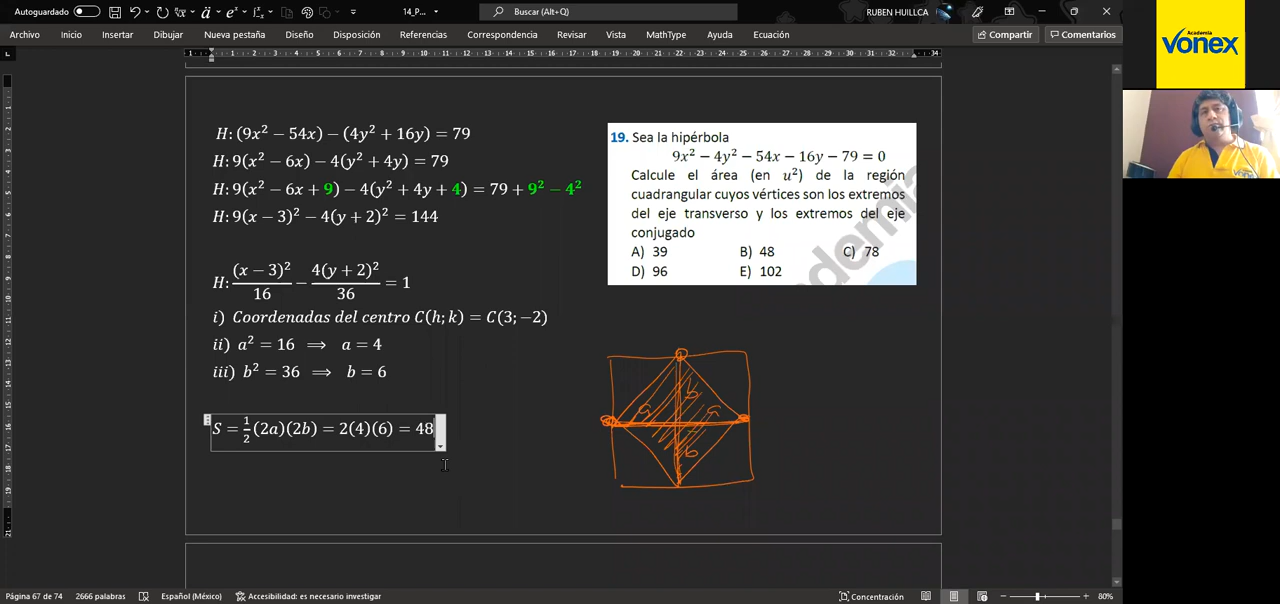 Autoguardado
14_P...
Buscar (Alt+Q)
RUBEN HUILLCA
Archivo Inicio Insertar Dibujar Nueva pestaña Diseño Disposición Referencias Correspondencia Revisar Vista MathType Ayuda Ecuación Compartir Comentarios
Academia
VONEX
H: (9x² − 54x) − (4y² + 16y) = 79
H: 9(x² − 6x) − 4(y² + 4y) = 79
H: 9(x² − 6x + 9) − 4(y² + 4y + 4) = 79 + 9² − 4²
H: 9(x − 3)² − 4(y + 2)² = 144
H: (x − 3)²/16 − 4(y + 2)²/36 = 1
i) Coordenadas del centro C(h; k) = C(3; −2)
ii) a² = 16 ⟹ a = 4
iii) b² = 36 ⟹ b = 6
S = 1/2 (2a)(2b) = 2(4)(6) = 48
19. Sea la hipérbola
9x² − 4y² − 54x − 16y − 79 = 0
Calcule el área (en u²) de la región
cuadrangular cuyos vértices son los extremos
del eje transverso y los extremos del eje
conjugado
A) 39 B) 48 C) 78
D) 96 E) 102
b
a a
b
Página 67 de 74 2666 palabras Español (México) Accesibilidad: es necesario investigar Concentración 80%